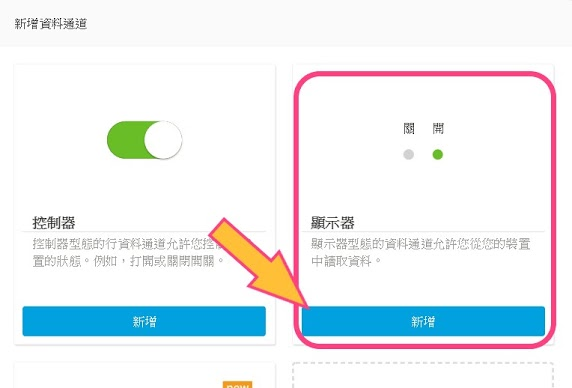 新增資料通道
控制器
控制器型態的行資料通道允許您控
置的狀態。例如，打開或關閉開關。
新增
關 開
顯示器
顯示器型態的資料通道允許您從您的裝置
中讀取資料。
新增
new